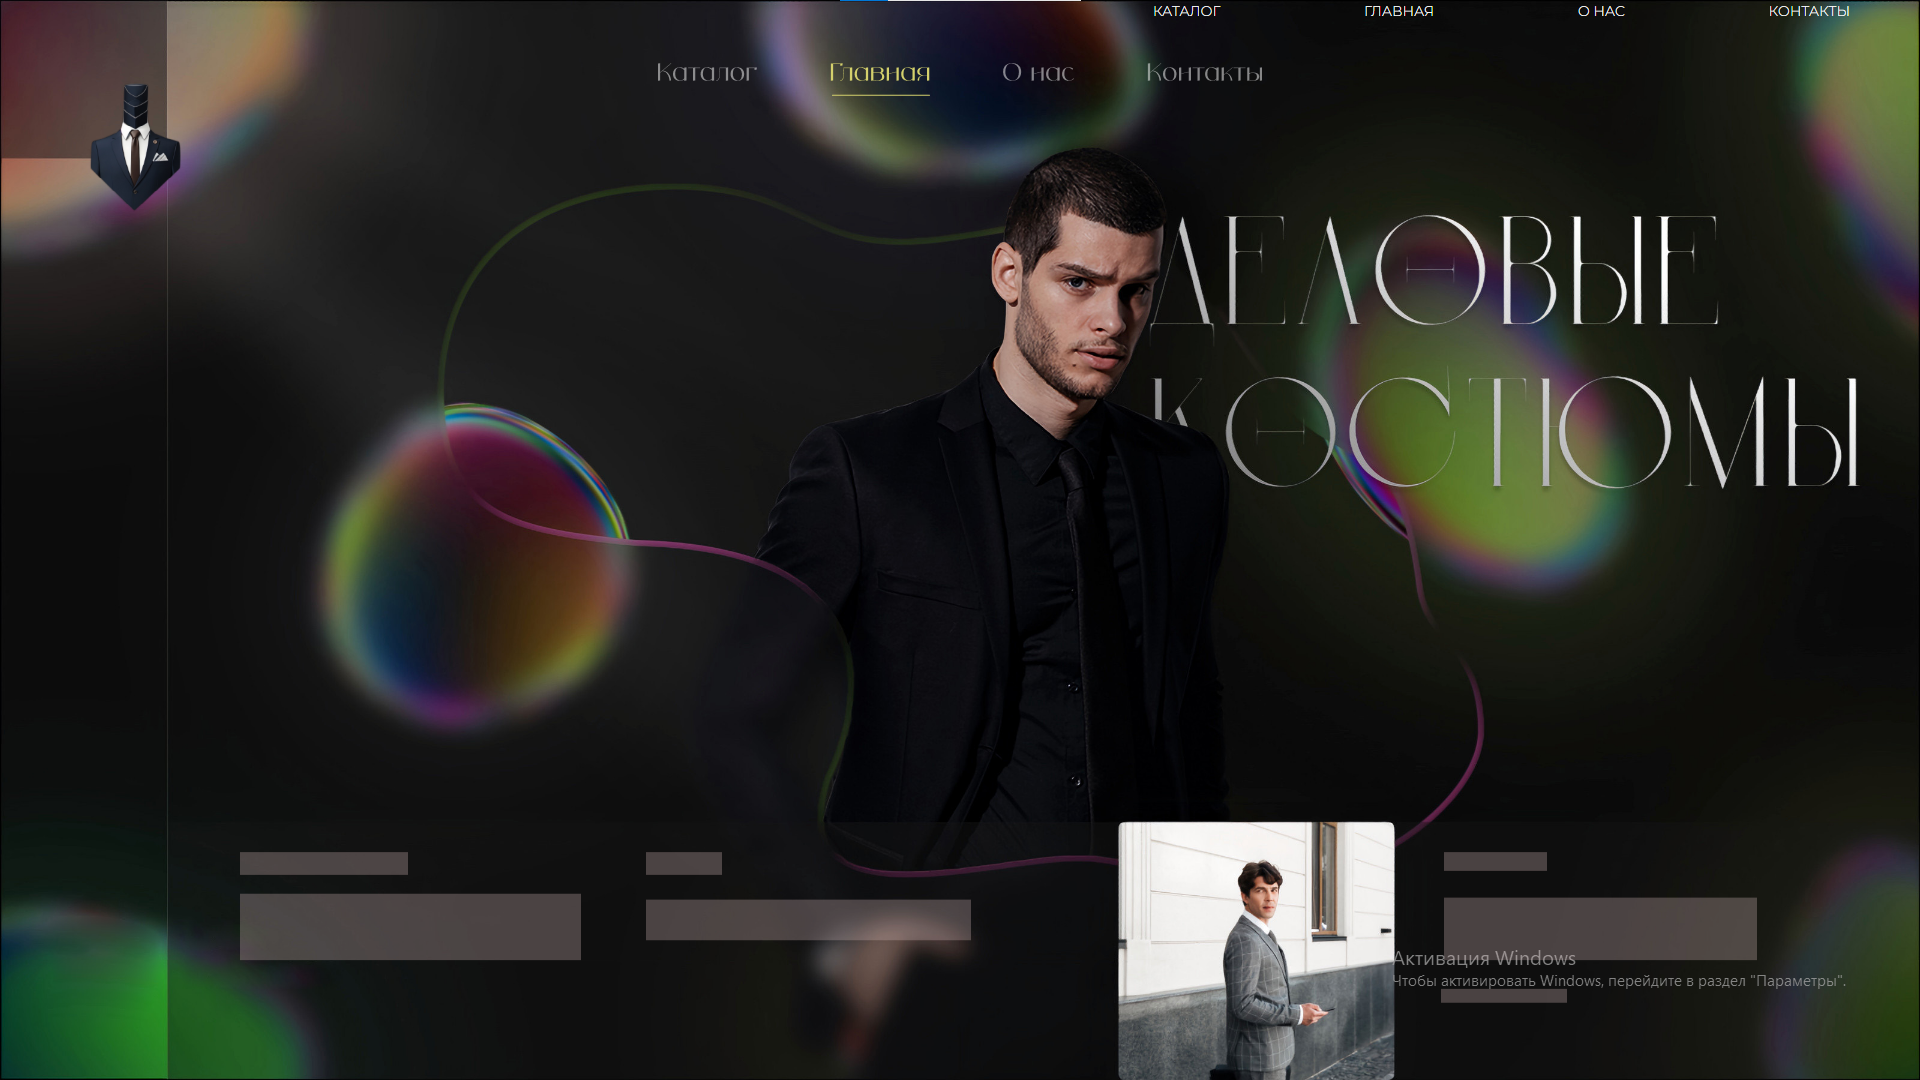 КАТАЛОГ ГЛАВНАЯ О НАС КОНТАКТЫ
Каталог Главная О нас Контакты
ДЕЛОВЫЕ
КОСТЮМЫ
Активация Windows
Чтобы активировать Windows, перейдите в раздел "Параметры".